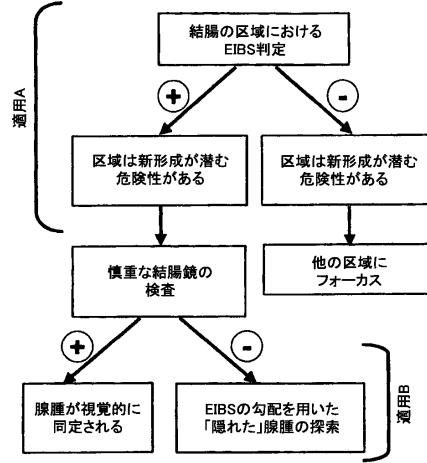 結腸の区域における
EIBS判定
適用A
+
-
区域は新形成が潜む
危険性がある
区域は新形成が潜む
危険性がある
慎重な結腸鏡の
検査
他の区域に
フォーカス
+
-
腺腫が視覚的に
同定される
EIBSの勾配を用いた
「隠れた」腺腫の探索
適用B